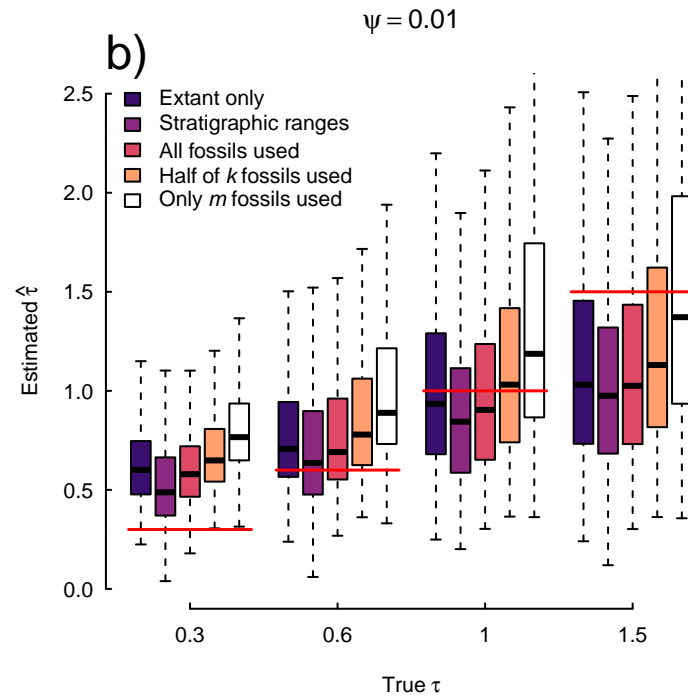 ψ = 0.01
b)
Extant only
Stratigraphic ranges
All fossils used
Half of k fossils used
Only m fossils used
2.5
2.0
1.5
1.0
0.5
0.0
Estimated τ̂
0.3 0.6 1 1.5
True τ